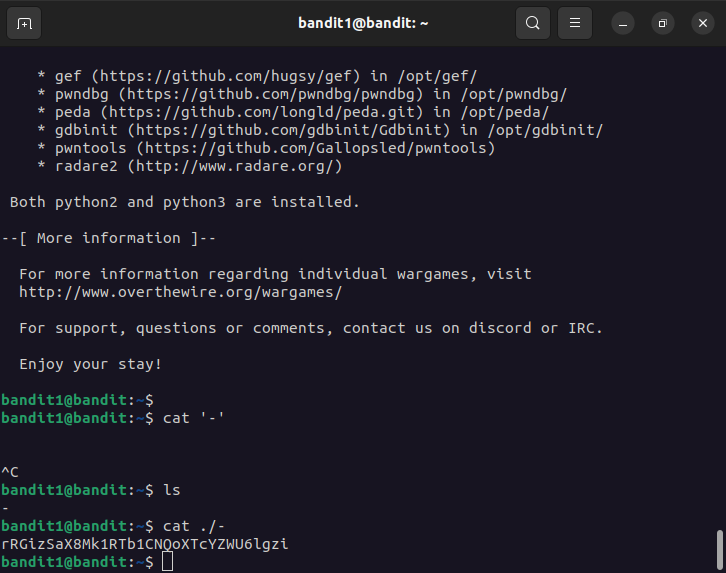 bandit1@bandit: ~
* gef (https://github.com/hugsy/gef) in /opt/gef/
* pwndbg (https://github.com/pwndbg/pwndbg) in /opt/pwndbg/
* peda (https://github.com/longld/peda.git) in /opt/peda/
* gdbinit (https://github.com/gdbinit/Gdbinit) in /opt/gdbinit/
* pwntools (https://github.com/Gallopsled/pwntools)
* radare2 (http://www.radare.org/)
Both python2 and python3 are installed.
--[ More information ]--
For more information regarding individual wargames, visit
http://www.overthewire.org/wargames/
For support, questions or comments, contact us on discord or IRC.
Enjoy your stay!
bandit1@bandit:~$
bandit1@bandit:~$ cat '-'
^C
bandit1@bandit:~$ ls
-
bandit1@bandit:~$ cat ./-
rRGizSaX8Mk1RTb1CNQoXTcYZWU6lgzi
bandit1@bandit:~$